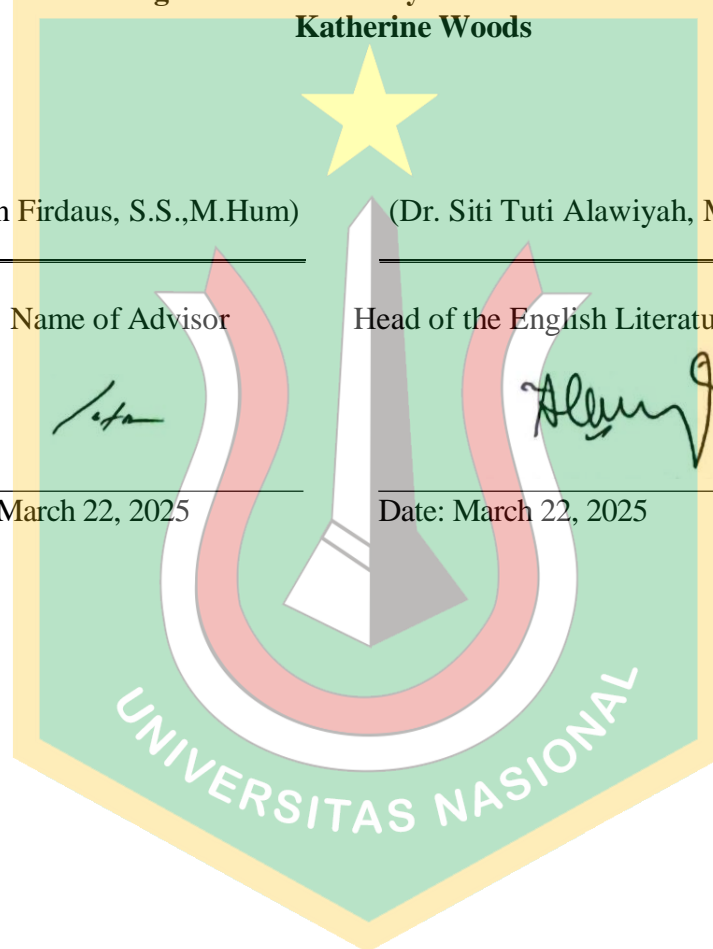 Katherine Woods
Firdaus, S.S.,M.Hum) (Dr. Siti Tuti Alawiyah,
Name of Advisor Head of the English
March 22, 2025 Date: March 22, 2025
UNIVERSITAS NASIONAL